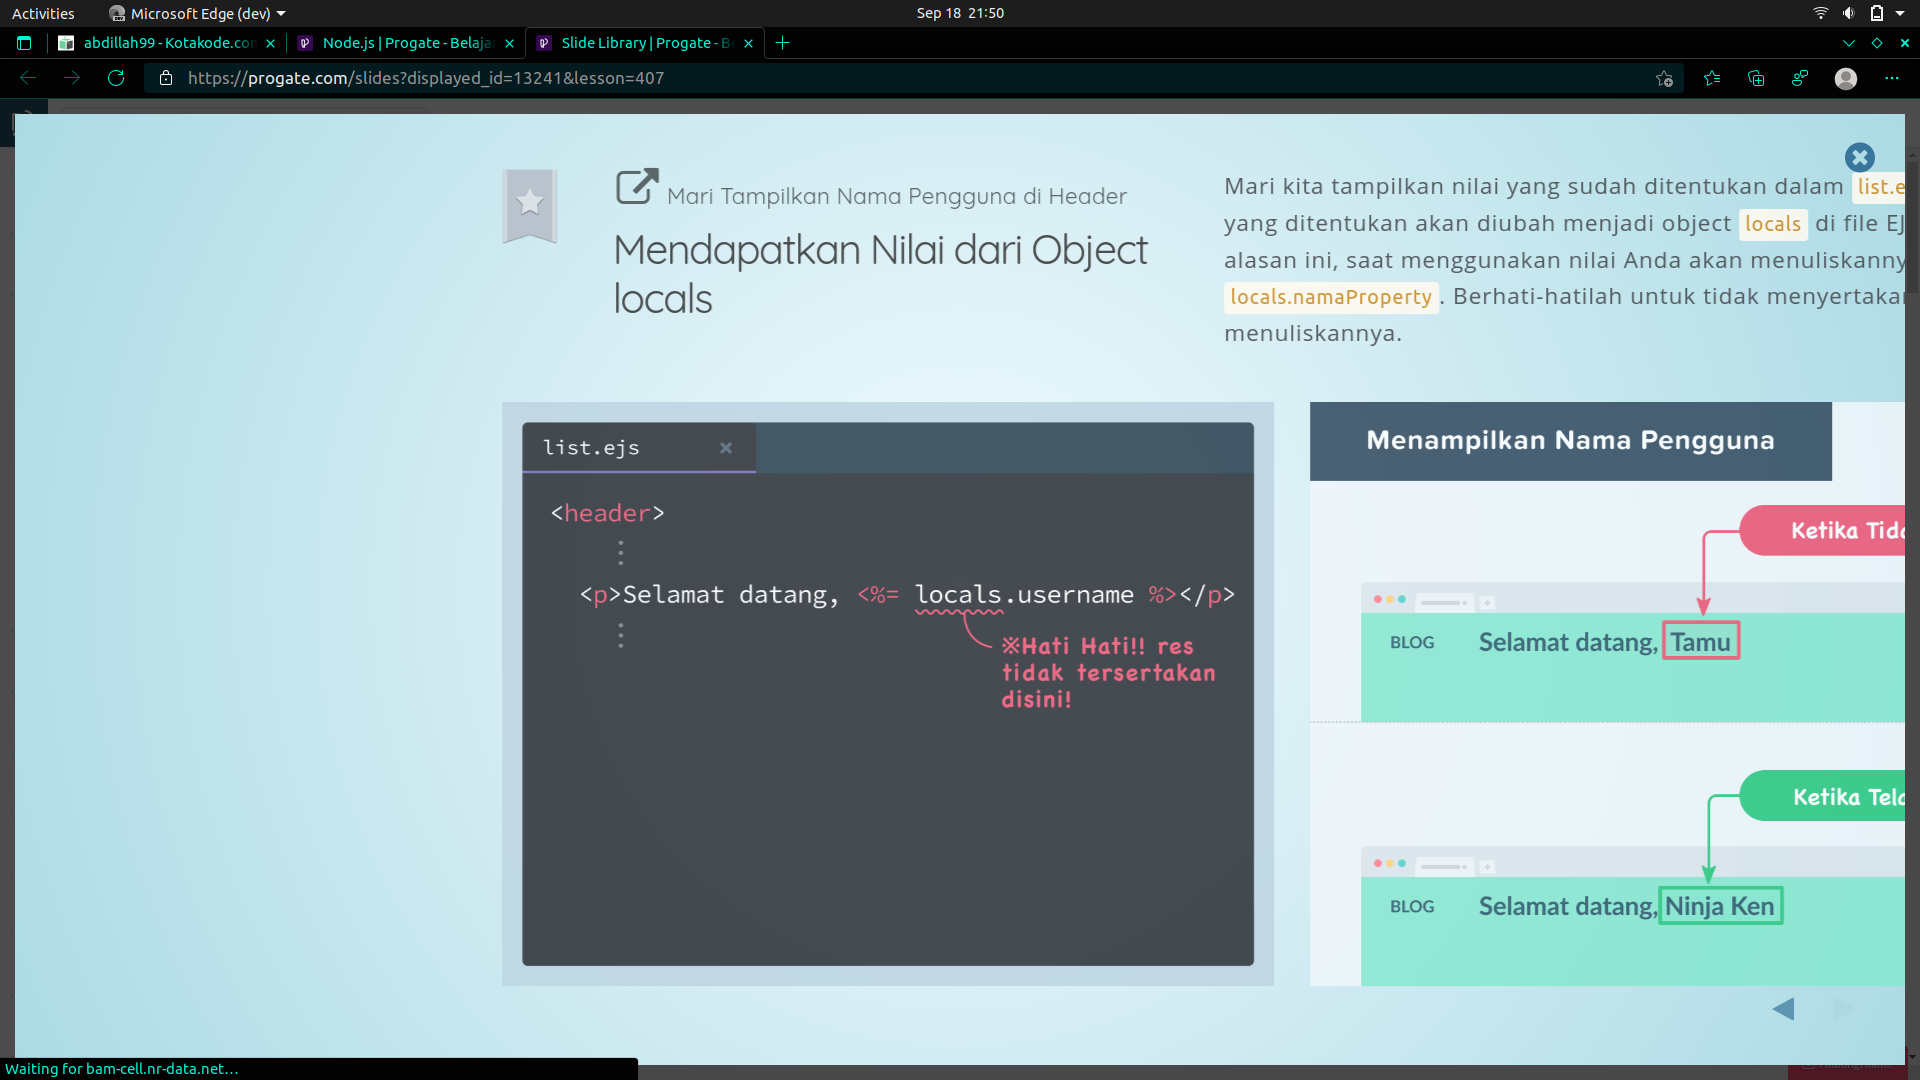 Activities
Microsoft Edge (dev)
Sep 18 21:50
abdillah99 - Kotakode.co
Node.js | Progate - Belaja
Slide Library | Progate - B
https://progate.com/slides?displayed_id=13241&lesson=407
Mari Tampilkan Nama Pengguna di Header
Mendapatkan Nilai dari Object
locals
Mari kita tampilkan nilai yang sudah ditentukan dalam list.e
yang ditentukan akan diubah menjadi object locals di file EJ
alasan ini, saat menggunakan nilai Anda akan menuliskanny
locals.namaProperty . Berhati-hatilah untuk tidak menyertaka
menuliskannya.
list.ejs
<header>
<p>Selamat datang, <%= locals.username %></p>
※Hati Hati!! res
tidak tersertakan
disini!
Menampilkan Nama Pengguna
Ketika Tida
BLOG Selamat datang, Tamu
Ketika Tela
BLOG Selamat datang, Ninja Ken
Waiting for bam-cell.nr-data.net…